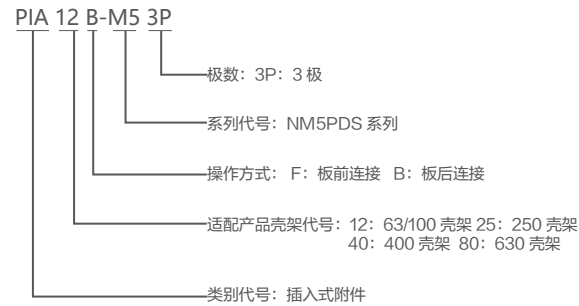 PIA 12 B-M5 3P
极数：3P：3 极
系列代号：NM5PDS 系列
操作方式： F：板前连接 B：板后连接
适配产品壳架代号：12：63/100 壳架 25：250 壳架
40：400 壳架 80：630 壳架
类别代号：插入式附件